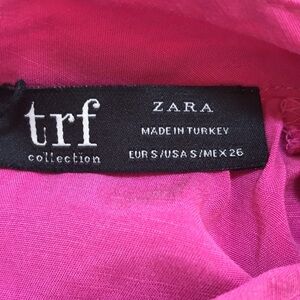 trf
collection
ZARA
MADE IN TURKEY
EUR S/USA S/MEX 26